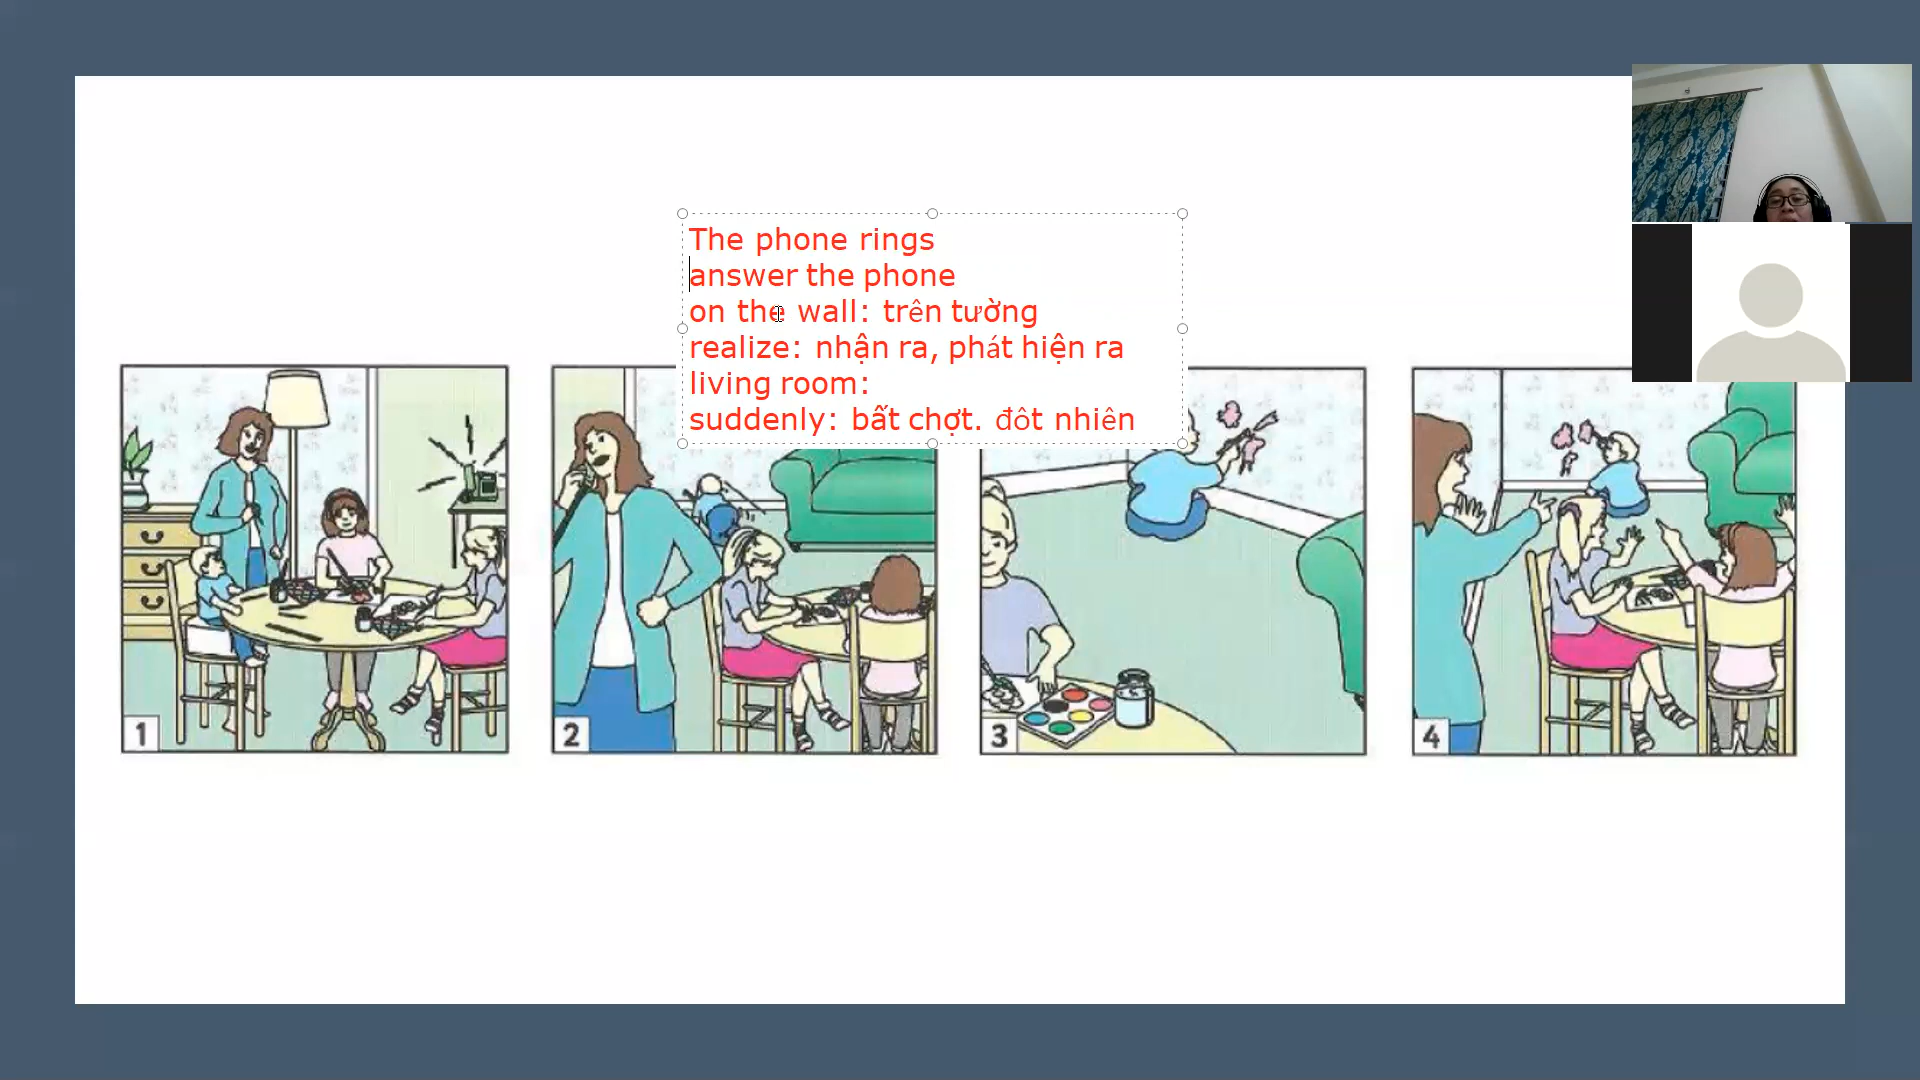 The phone rings
answer the phone
on the wall: trên tường
realize: nhận ra, phát hiện ra
living room:
suddenly: bất chợt. đôt nhiên
1
2
3
4